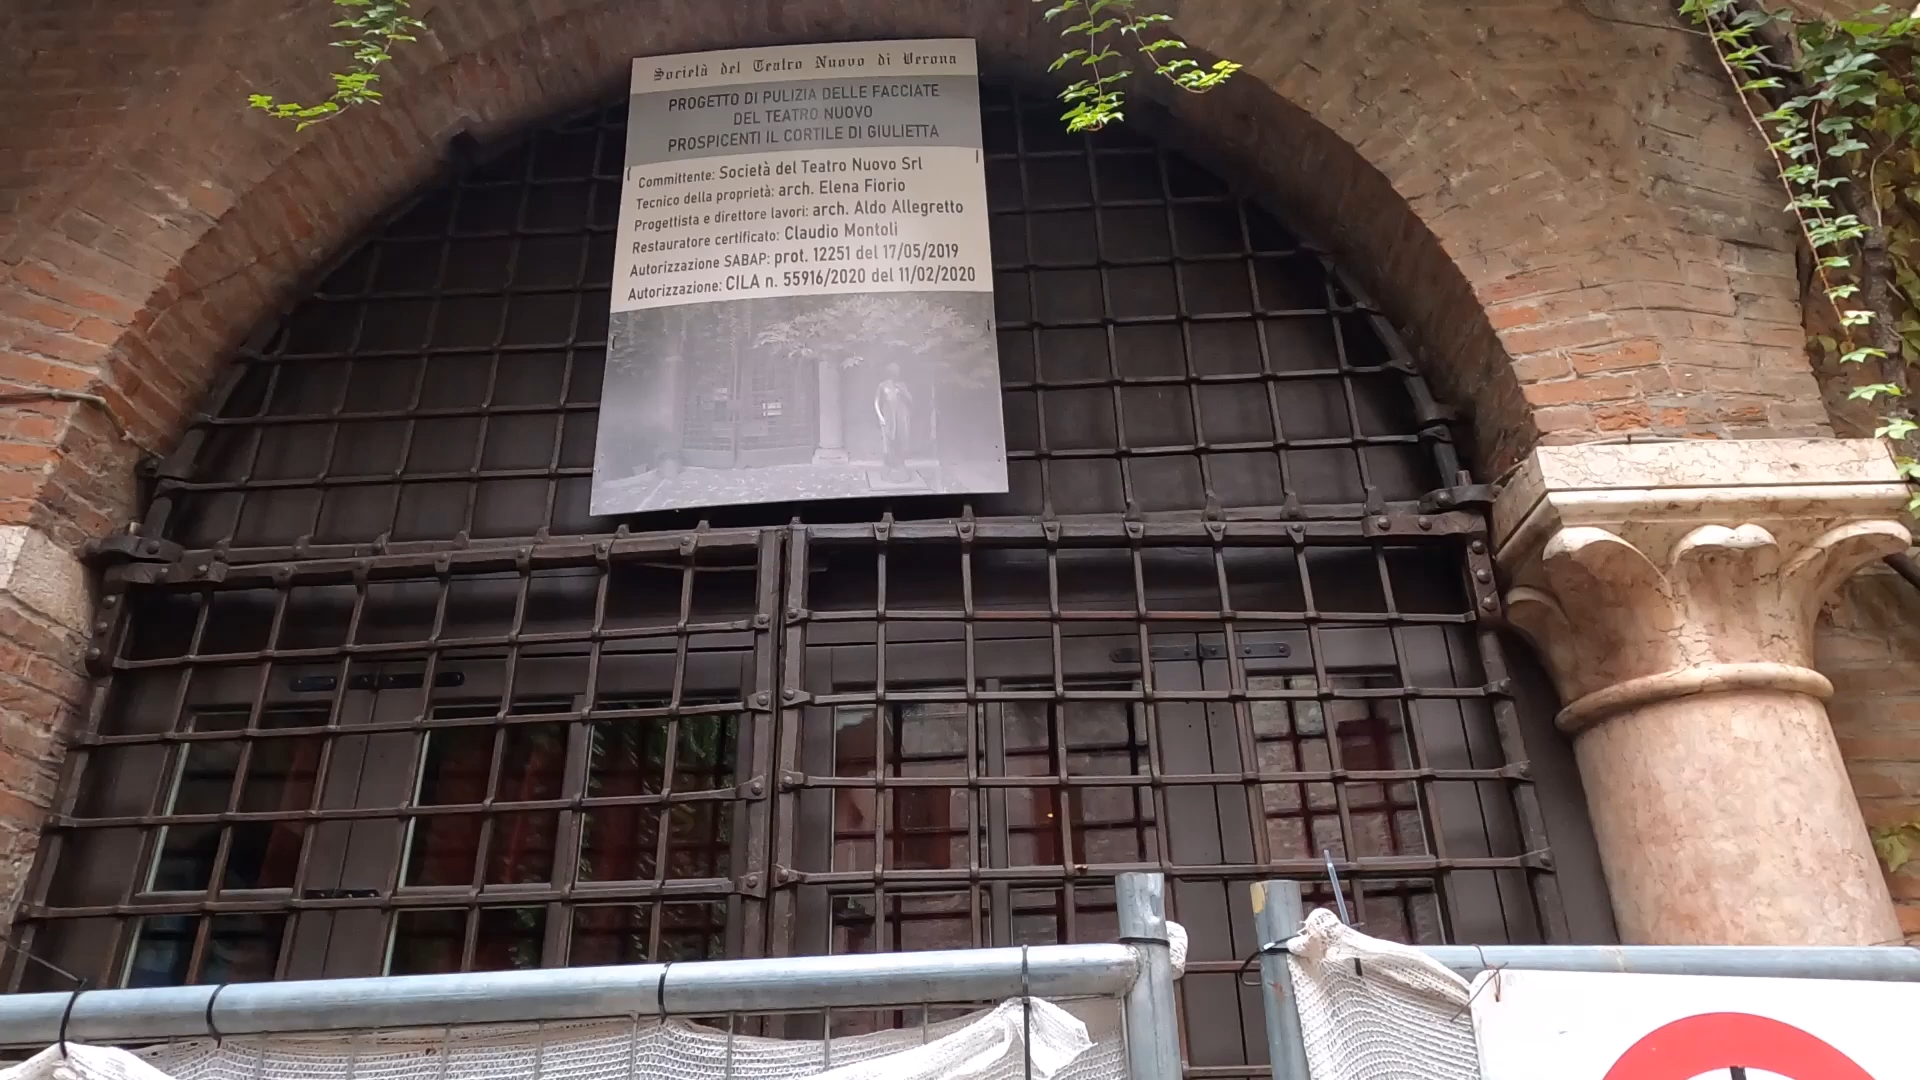 Società del Teatro Nuovo di Verona
PROGETTO DI PULIZIA DELLE FACCIATE
DEL TEATRO NUOVO
PROSPICENTI IL CORTILE DI GIULIETTA
Committente: Società del Teatro Nuovo Srl
Tecnico della proprietà: arch. Elena Fiorio
Progettista e direttore lavori: arch. Aldo Allegretto
Restauratore certificato: Claudio Montoli
Autorizzazione SABAP: prot. 12251 del 17/05/2019
Autorizzazione: CILA n. 55916/2020 del 11/02/2020